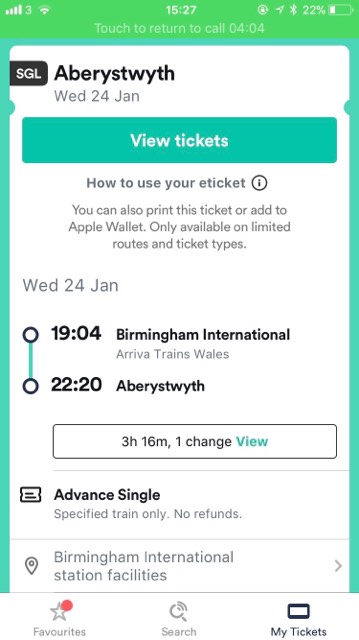 3 15:27 22%
Touch to return to call 04:04
SGL Aberystwyth
Wed 24 Jan
View tickets
How to use your eticket
You can also print this ticket or add to
Apple Wallet. Only available on limited
routes and ticket types.
Wed 24 Jan
19:04 Birmingham International
Arriva Trains Wales
22:20 Aberystwyth
3h 16m, 1 change View
Advance Single
Specified train only. No refunds.
Birmingham International
station facilities
Favourites Search My Tickets